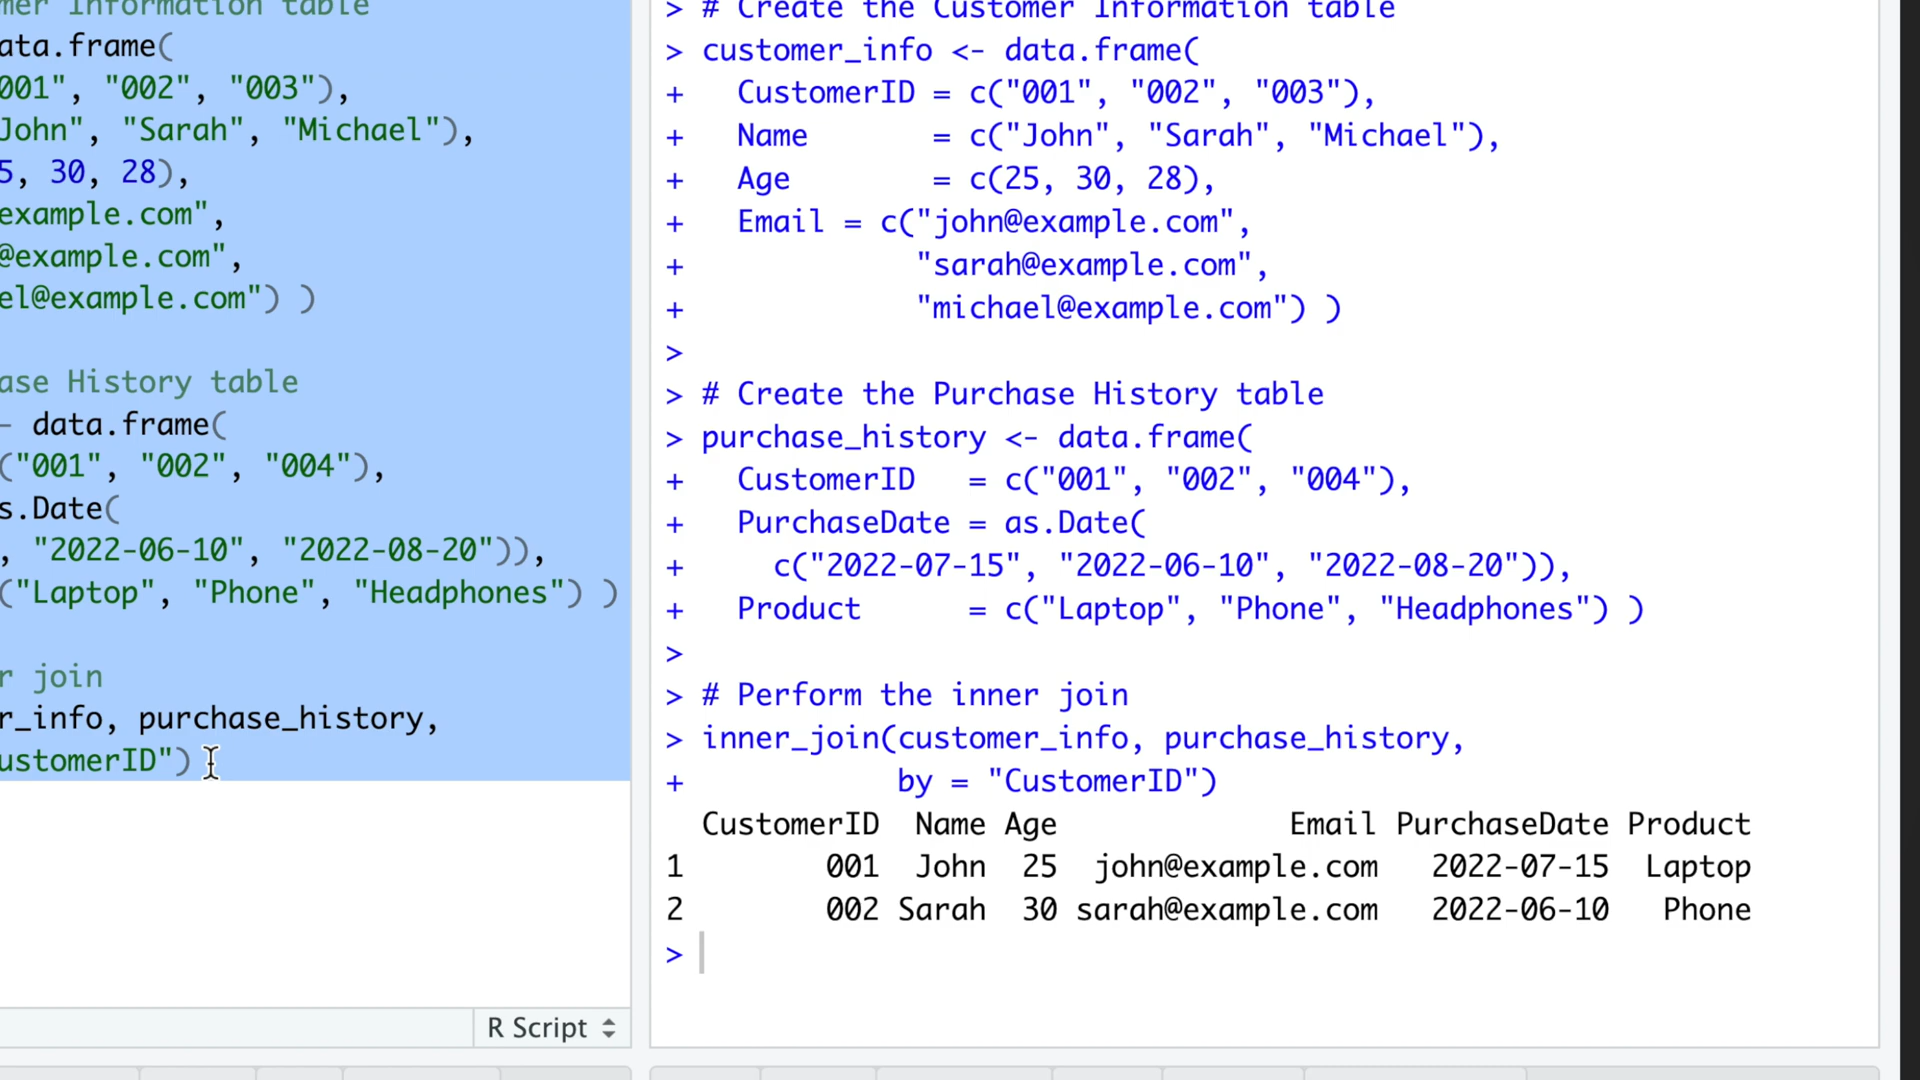 mer Information table
ata.frame(
001", "002", "003"),
John", "Sarah", "Michael"),
5, 30, 28),
example.com",
@example.com",
el@example.com") )
ase History table
- data.frame(
("001", "002", "004"),
s.Date(
, "2022-06-10", "2022-08-20")),
("Laptop", "Phone", "Headphones") )
r join
r_info, purchase_history,
ustomerID")
R Script
> # Create the Customer Information table
> customer_info <- data.frame(
+   CustomerID = c("001", "002", "003"),
+   Name       = c("John", "Sarah", "Michael"),
+   Age        = c(25, 30, 28),
+   Email = c("john@example.com",
+             "sarah@example.com",
+             "michael@example.com") )
>
> # Create the Purchase History table
> purchase_history <- data.frame(
+   CustomerID   = c("001", "002", "004"),
+   PurchaseDate = as.Date(
+     c("2022-07-15", "2022-06-10", "2022-08-20")),
+   Product      = c("Laptop", "Phone", "Headphones") )
>
> # Perform the inner join
> inner_join(customer_info, purchase_history,
+            by = "CustomerID")
  CustomerID  Name Age             Email PurchaseDate Product
1        001  John  25  john@example.com   2022-07-15  Laptop
2        002 Sarah  30 sarah@example.com   2022-06-10   Phone
>